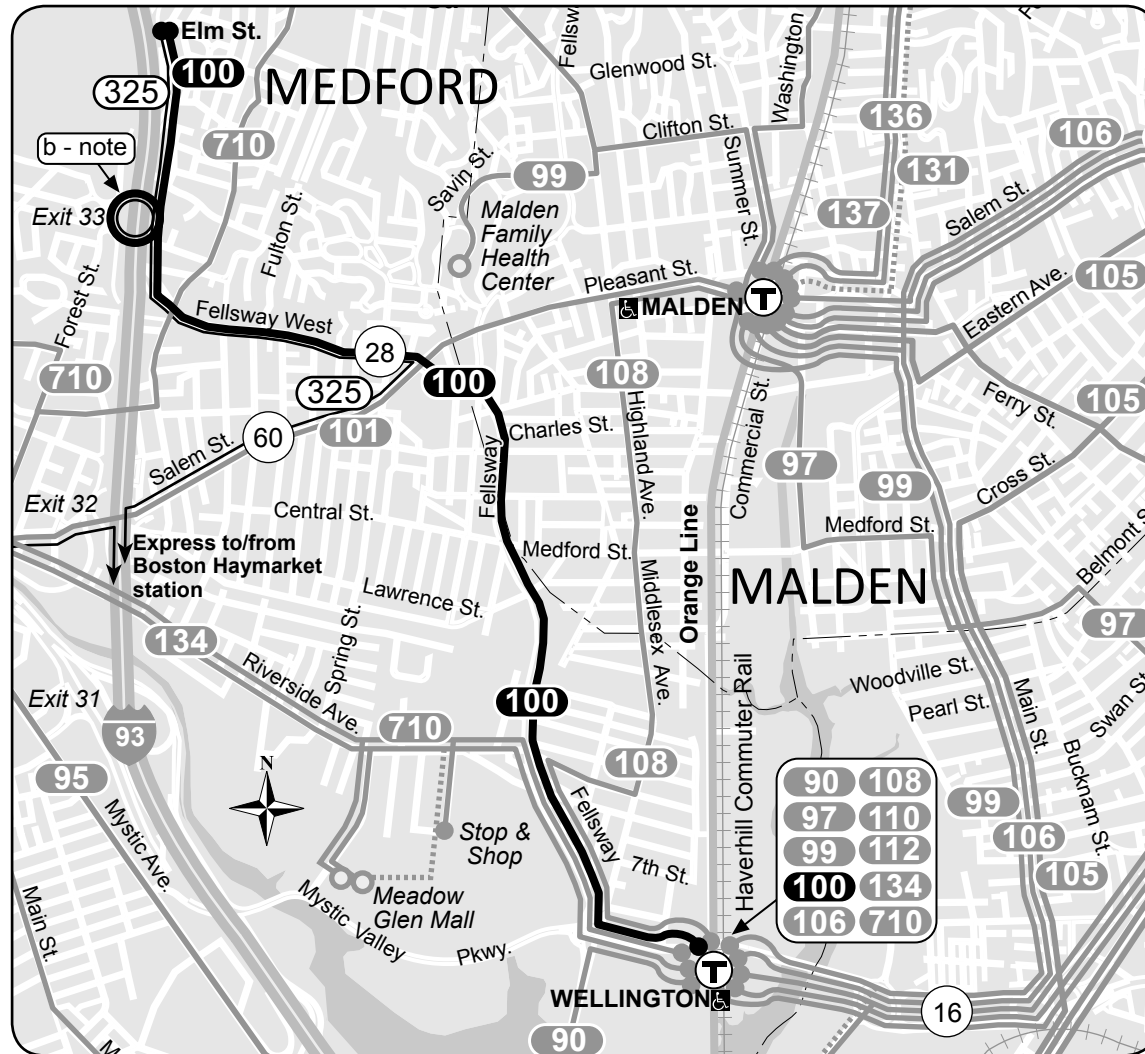 Elm St.
100
325
MEDFORD
b - note
Exit 33
710
Fulton St.
Forest St.
710
Fellsway West
28
325
60
101
Salem St.
Exit 32
Express to/from
Boston Haymarket
station
Central St.
Lawrence St.
134
Riverside Ave.
Spring St.
Exit 31
93
95
Mystic Ave.
Main St.
710
N
Stop &
Shop
Meadow
Glen Mall
Mystic Valley
Pkwy.
Fellsway
Glenwood St.
Washington
Clifton St.
Summer St.
Savin St.
99
Malden
Family
Health
Center
Pleasant St.
MALDEN
T
136
131
137
106
Salem St.
105
Eastern Ave.
Ferry St.
105
Cross St.
100
Charles St.
Fellsway
108
Highland Ave.
Commercial St.
97
99
Medford St.
Medford St.
Belmont S
97
Orange Line
MALDEN
Middlesex Ave.
Woodville St.
Pearl St.
Main St.
Swan St.
Bucknam St.
100
108
Fellsway
7th St.
Haverhill Commuter Rail
90 108
97 110
99 112
100 134
106 710
99
106
105
T
WELLINGTON
16
90